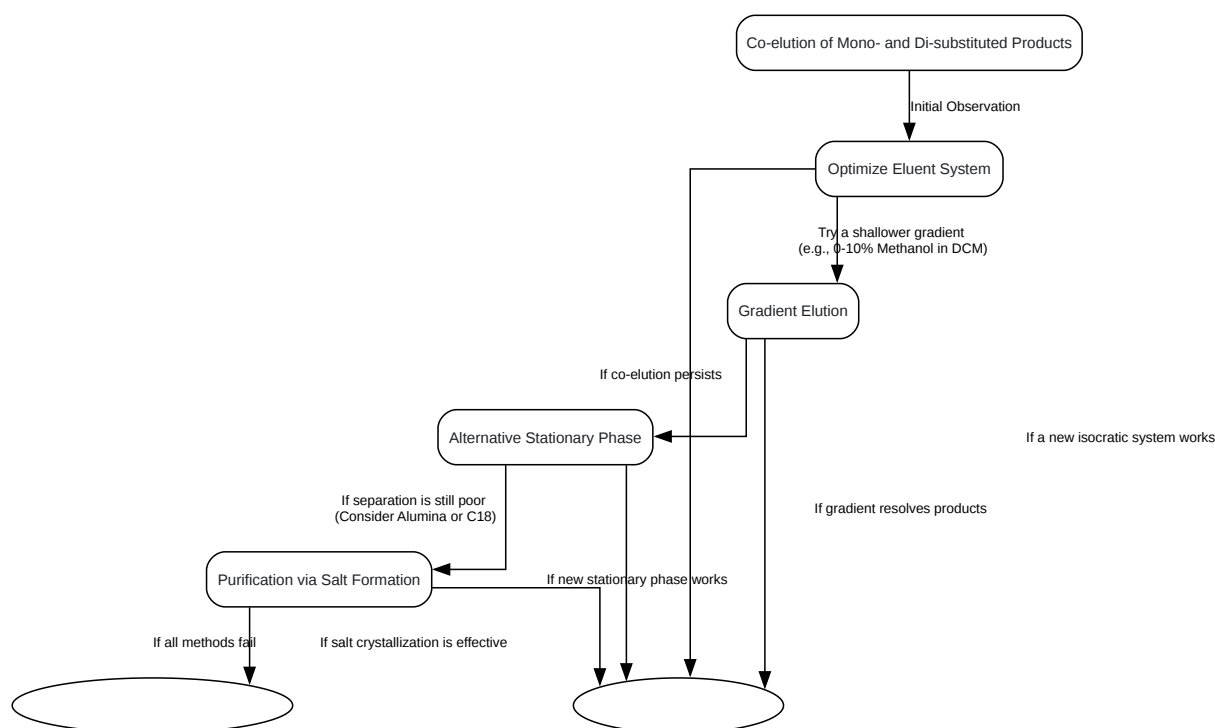 Co-elution of Mono- and Di-substituted Products
Initial Observation
Optimize Eluent System
Try a shallower gradient
(e.g., 0-10% Methanol in DCM)
Gradient Elution
If co-elution persists
Alternative Stationary Phase
If a new isocratic system works
If separation is still poor
(Consider Alumina or C18)
If gradient resolves products
Purification via Salt Formation
If new stationary phase works
If all methods fail
If salt crystallization is effective